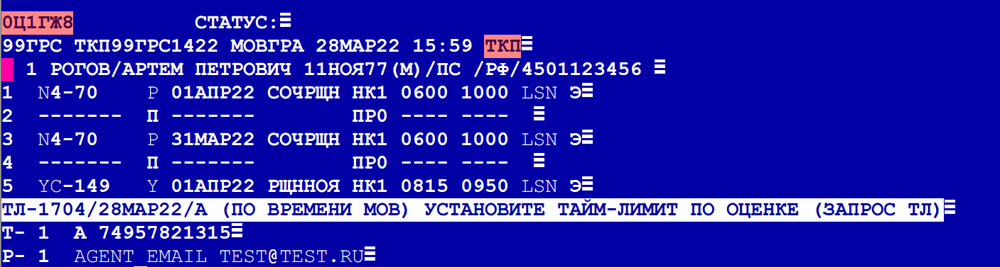 0Ц1ГЖ8 СТАТУС:
99ГРС ТКП99ГРС1422 МОВГРА 28МАР22 15:59 ТКП
1 РОГОВ/АРТЕМ ПЕТРОВИЧ 11НОЯ77(М)/ПС /РФ/4501123456
1 N4-70 P 01АПР22 СОЧРЩН НК1 0600 1000 LSN Э
2 ------- П ------- ПР0 ---- ----
3 N4-70 P 31МАР22 СОЧРЩН НК1 0600 1000 LSN Э
4 ------- П ------- ПР0 ---- ----
5 YC-149 Y 01АПР22 РЩННОЯ НК1 0815 0950 LSN Э
ТЛ-1704/28МАР22/А (ПО ВРЕМЕНИ МОВ) УСТАНОВИТЕ ТАЙМ-ЛИМИТ ПО ОЦЕНКЕ (ЗАПРОС ТЛ)
Т- 1 А 74957821315
Р- 1 AGENT_EMAIL TEST@TEST.RU